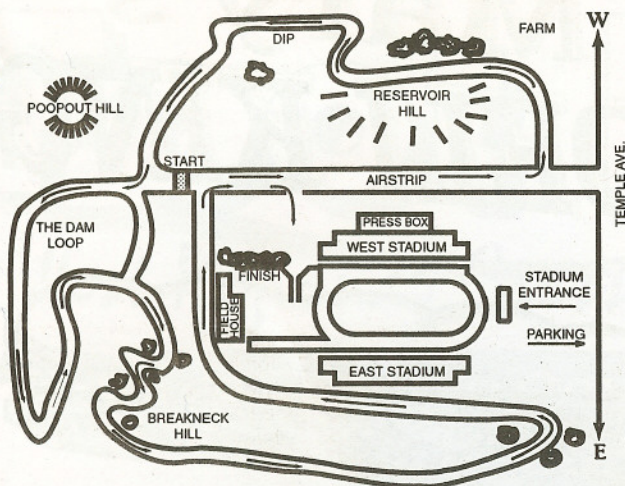 FARM
W
DIP
POOPOUT HILL
RESERVOIR
HILL
START
AIRSTRIP
TEMPLE AVE.
THE DAM
LOOP
PRESS BOX
WEST STADIUM
FINISH
STADIUM
ENTRANCE
FIELD
HOUSE
PARKING
EAST STADIUM
BREAKNECK
HILL
E